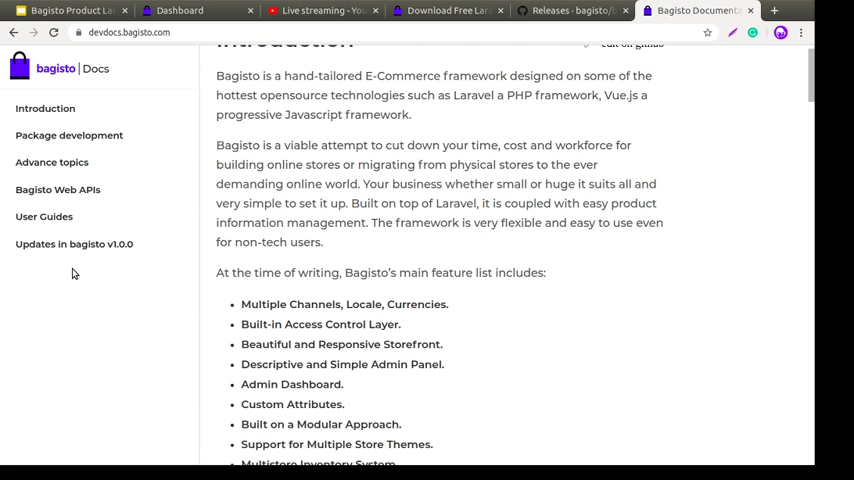 Bagisto Product La
Dashboard
Live streaming - You
Download Free Lara
Releases · bagisto/b
Bagisto Documenta
devdocs.bagisto.com
bagisto | Docs
Introduction
Package development
Advance topics
Bagisto Web APIs
User Guides
Updates in bagisto v1.0.0
Introduction
edit on github
Bagisto is a hand-tailored E-Commerce framework designed on some of the
hottest opensource technologies such as Laravel a PHP framework, Vue.js a
progressive Javascript framework.
Bagisto is a viable attempt to cut down your time, cost and workforce for
building online stores or migrating from physical stores to the ever
demanding online world. Your business whether small or huge it suits all and
very simple to set it up. Built on top of Laravel, it is coupled with easy product
information management. The framework is very flexible and easy to use even
for non-tech users.
At the time of writing, Bagisto's main feature list includes:
• Multiple Channels, Locale, Currencies.
• Built-in Access Control Layer.
• Beautiful and Responsive Storefront.
• Descriptive and Simple Admin Panel.
• Admin Dashboard.
• Custom Attributes.
• Built on a Modular Approach.
• Support for Multiple Store Themes.
• Multistore Inventory System